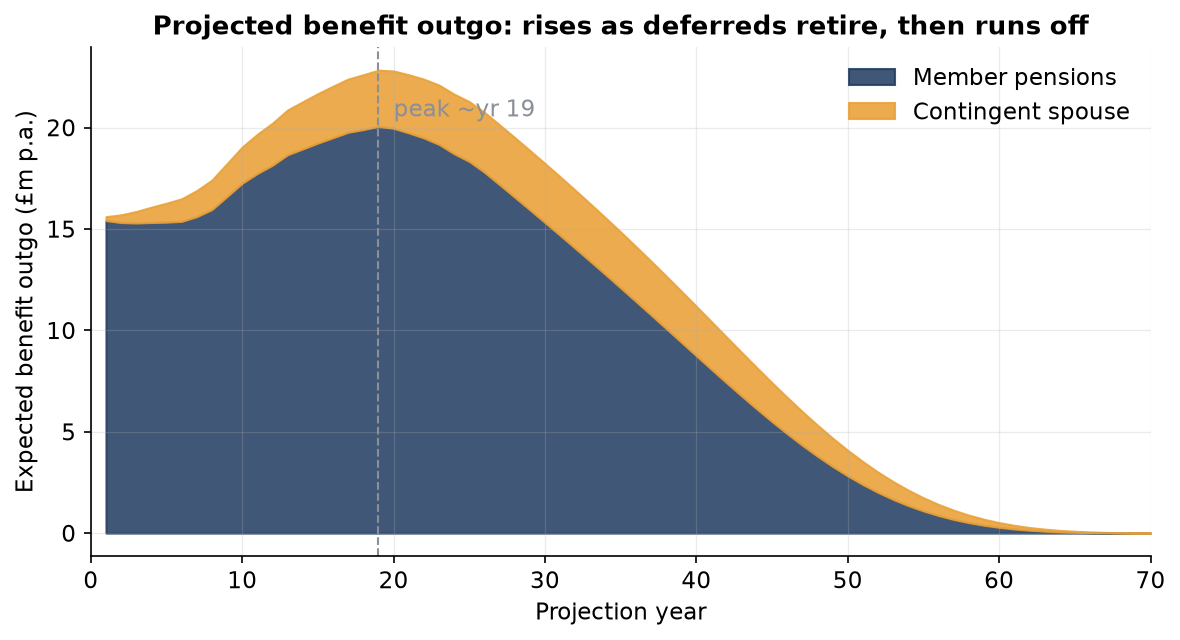 Projected benefit outgo: rises as deferreds retire, then runs off
Member pensions
Contingent spouse
peak ~yr 19
Expected benefit outgo (£m p.a.)
20
15
10
5
0
0 10 20 30 40 50 60 70
Projection year